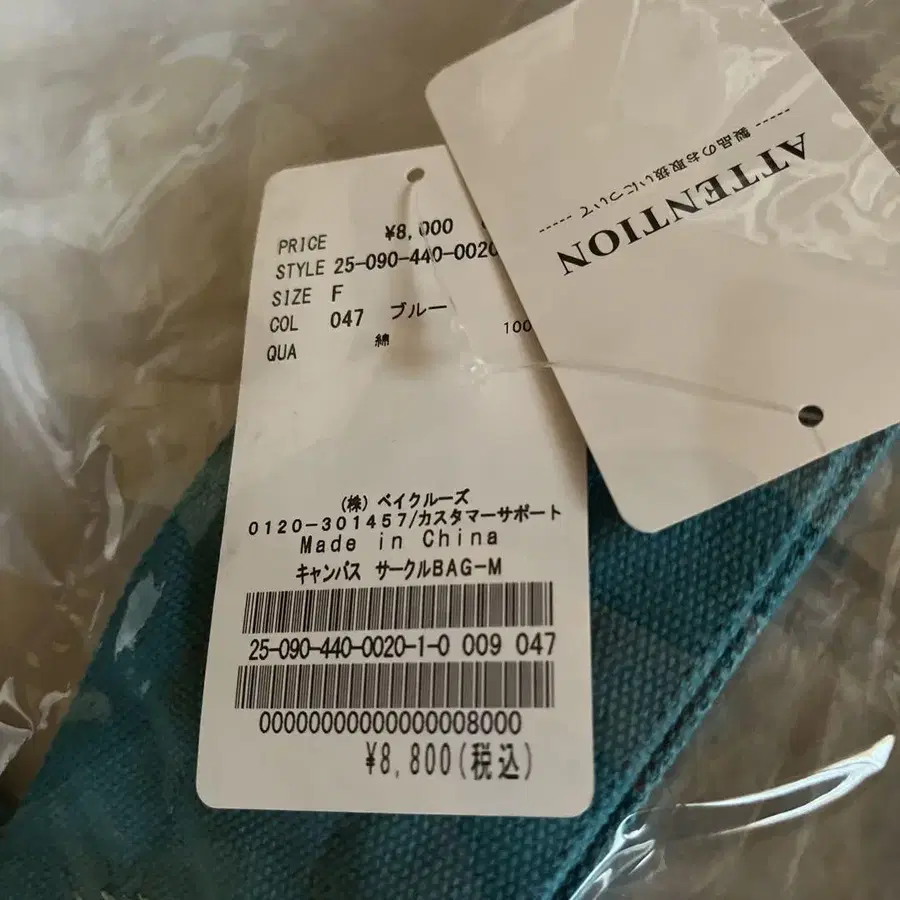 PRICE ¥8,000
STYLE 25-090-440-0020
SIZE F
COL 047 ブルー
QUA 綿 100
(株) ベイクルーズ
0120-301457/カスタマーサポート
Made in China
キャンバス サークルBAG-M
25-090-440-0020-1-0 009 047
00000000000000008000
¥8,800(税込)
ATTENTION
----- 製品のお取扱いについて -----